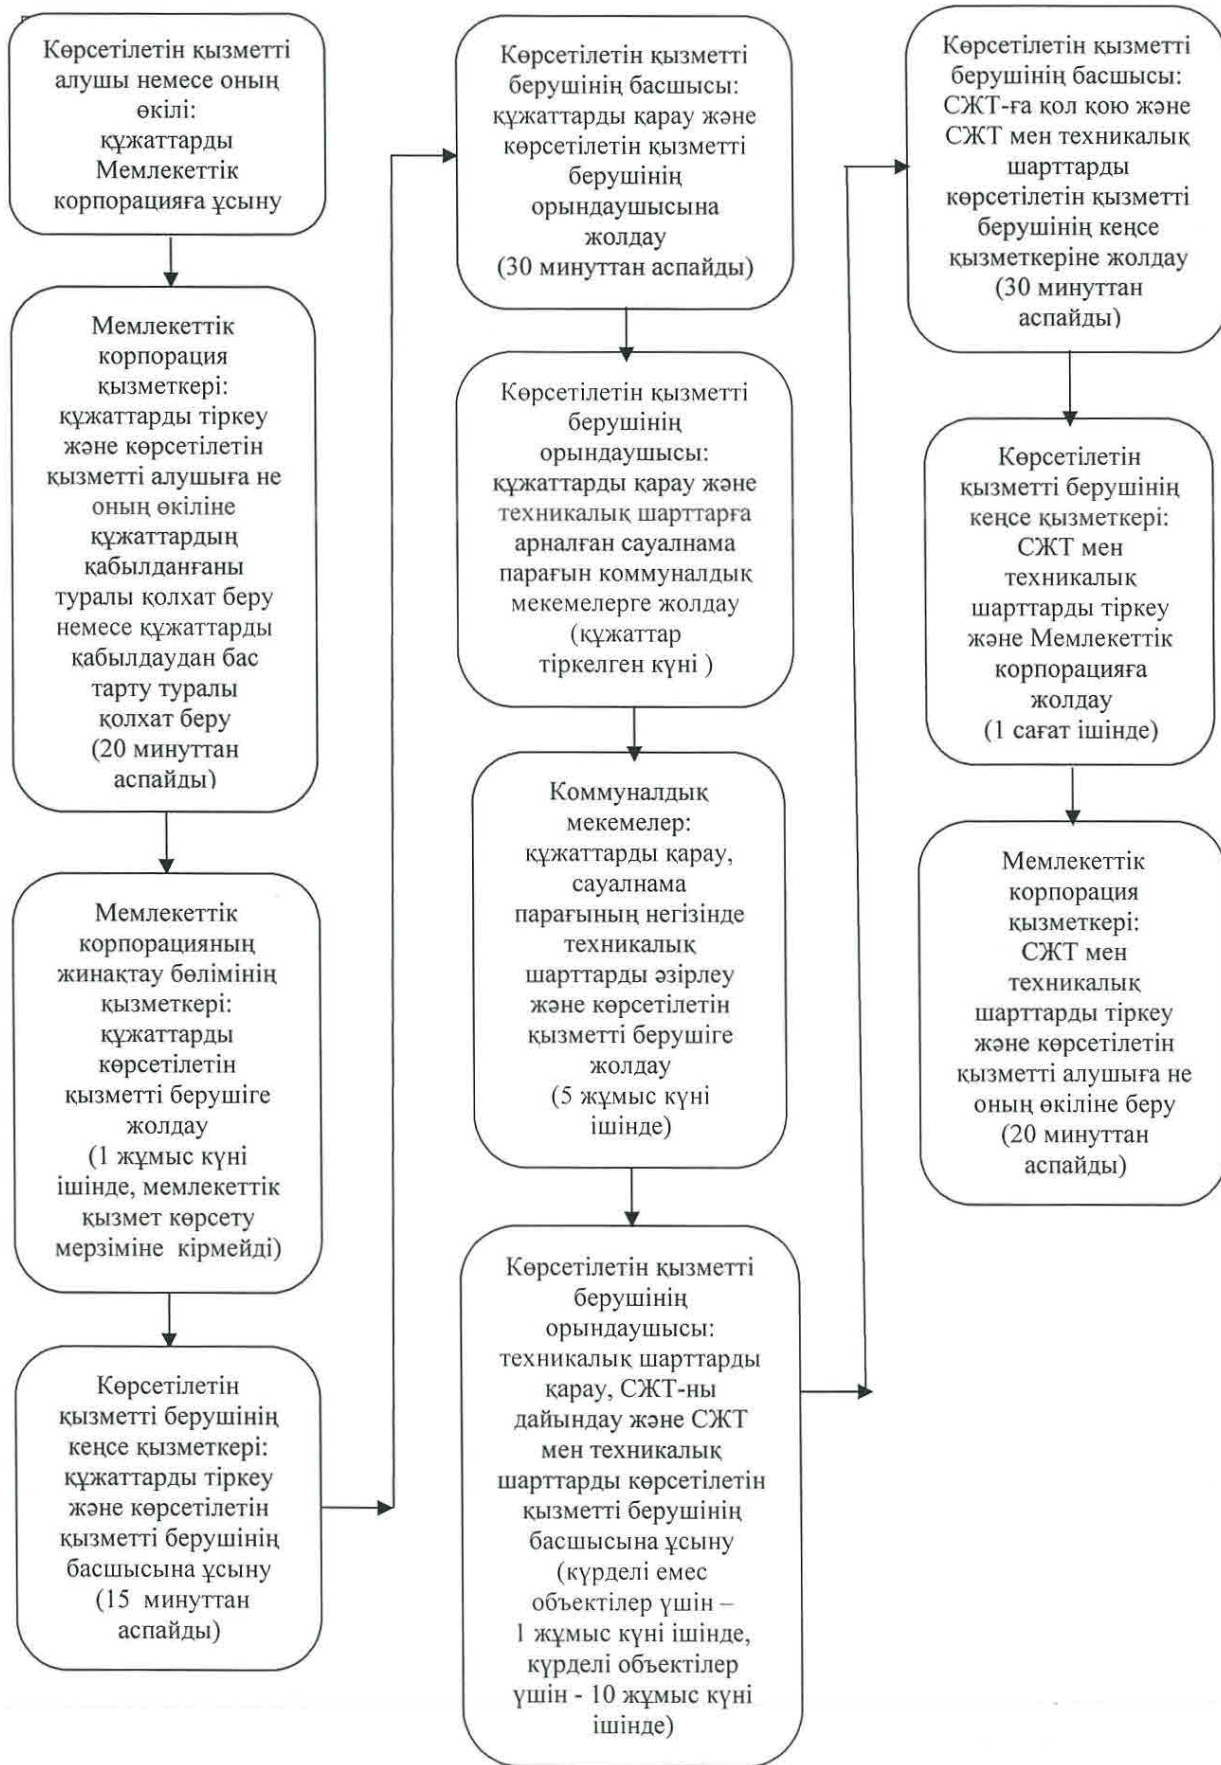 Көрсетілетін қызметті
алушы немесе оның
өкілі:
құжаттарды
Мемлекеттік
корпорацияға ұсыну
Мемлекеттік
корпорация
қызметкері:
құжаттарды тіркеу
және көрсетілетін
қызметті алушыға не
оның өкіліне
құжаттардың
қабылданғаны
туралы қолхат беру
немесе құжаттарды
қабылдаудан бас
тарту туралы
қолхат беру
(20 минуттан
аспайды)
Мемлекеттік
корпорацияның
жинақтау бөлімінің
қызметкері:
құжаттарды
көрсетілетін
қызметті берушіге
жолдау
(1 жұмыс күні
ішінде, мемлекеттік
қызмет көрсету
мерзіміне кірмейді)
Көрсетілетін
қызметті берушінің
кеңсе қызметкері:
құжаттарды тіркеу
және көрсетілетін
қызметті берушінің
басшысына ұсыну
(15 минуттан
аспайды)
Көрсетілетін қызметті
берушінің басшысы:
құжаттарды қарау және
көрсетілетін қызметті
берушінің
орындаушысына
жолдау
(30 минуттан аспайды)
Көрсетілетін қызметті
берушінің
орындаушысы:
құжаттарды қарау және
техникалық шарттарға
арналған сауалнама
парағын коммуналдық
мекемелерге жолдау
(құжаттар
тіркелген күні )
Коммуналдық
мекемелер:
құжаттарды қарау,
сауалнама
парағының негізінде
техникалық
шарттарды әзірлеу
және көрсетілетін
қызметті берушіге
жолдау
(5 жұмыс күні
ішінде)
Көрсетілетін қызметті
берушінің
орындаушысы:
техникалық шарттарды
қарау, СЖТ-ны
дайындау және СЖТ
мен техникалық
шарттарды көрсетілетін
қызметті берушінің
басшысына ұсыну
(күрделі емес
объектілер үшін –
1 жұмыс күні ішінде,
күрделі объектілер
үшін - 10 жұмыс күні
ішінде)
Көрсетілетін қызметті
берушінің басшысы:
СЖТ-ға қол қою және
СЖТ мен техникалық
шарттарды
көрсетілетін қызметті
берушінің кеңсе
қызметкеріне жолдау
(30 минуттан
аспайды)
Көрсетілетін
қызметті берушінің
кеңсе қызметкері:
СЖТ мен
техникалық
шарттарды тіркеу
және Мемлекеттік
корпорацияға
жолдау
(1 сағат ішінде)
Мемлекеттік
корпорация
қызметкері:
СЖТ мен
техникалық
шарттарды тіркеу
және көрсетілетін
қызметті алушыға не
оның өкіліне беру
(20 минуттан
аспайды)